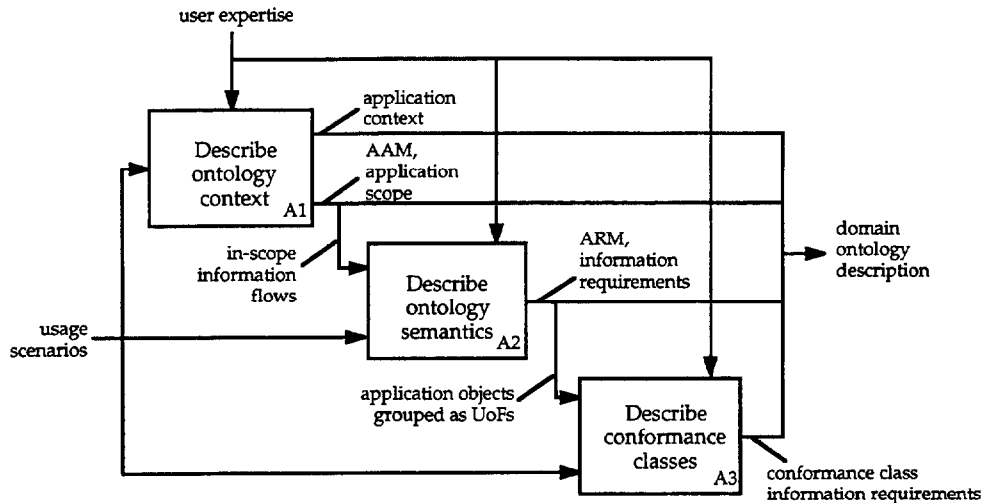 user expertise
application
context
Describe
ontology
context
A1
AAM,
application
scope
in-scope
information
flows
ARM,
information
requirements
domain
ontology
description
Describe
ontology
semantics
A2
usage
scenarios
application objects
grouped as UoFs
Describe
conformance
classes
A3
conformance class
information requirements